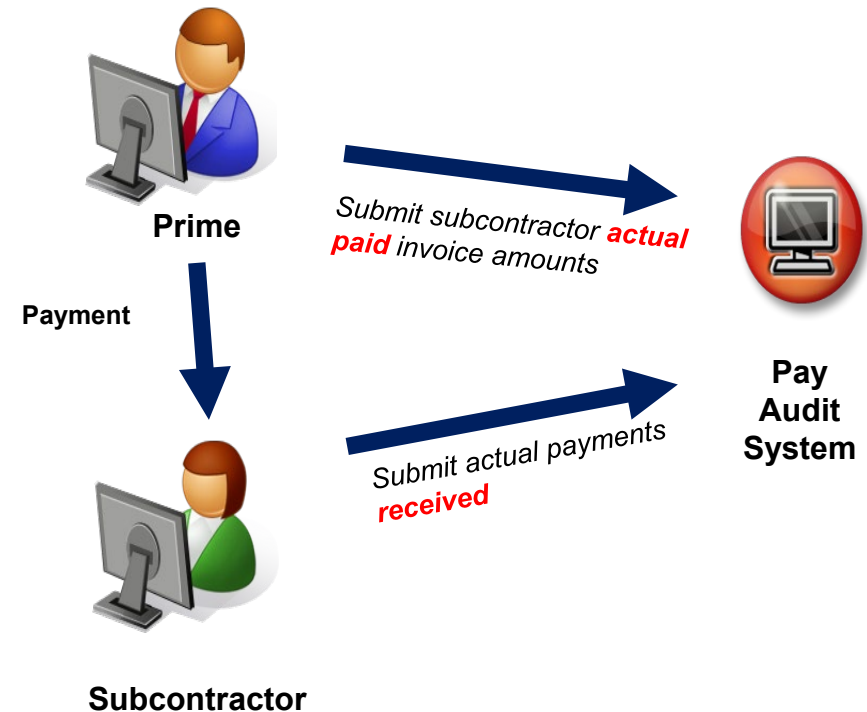 Prime
Submit subcontractor actual
paid invoice amounts
Payment
Pay
Audit
System
Submit actual payments
received
Subcontractor